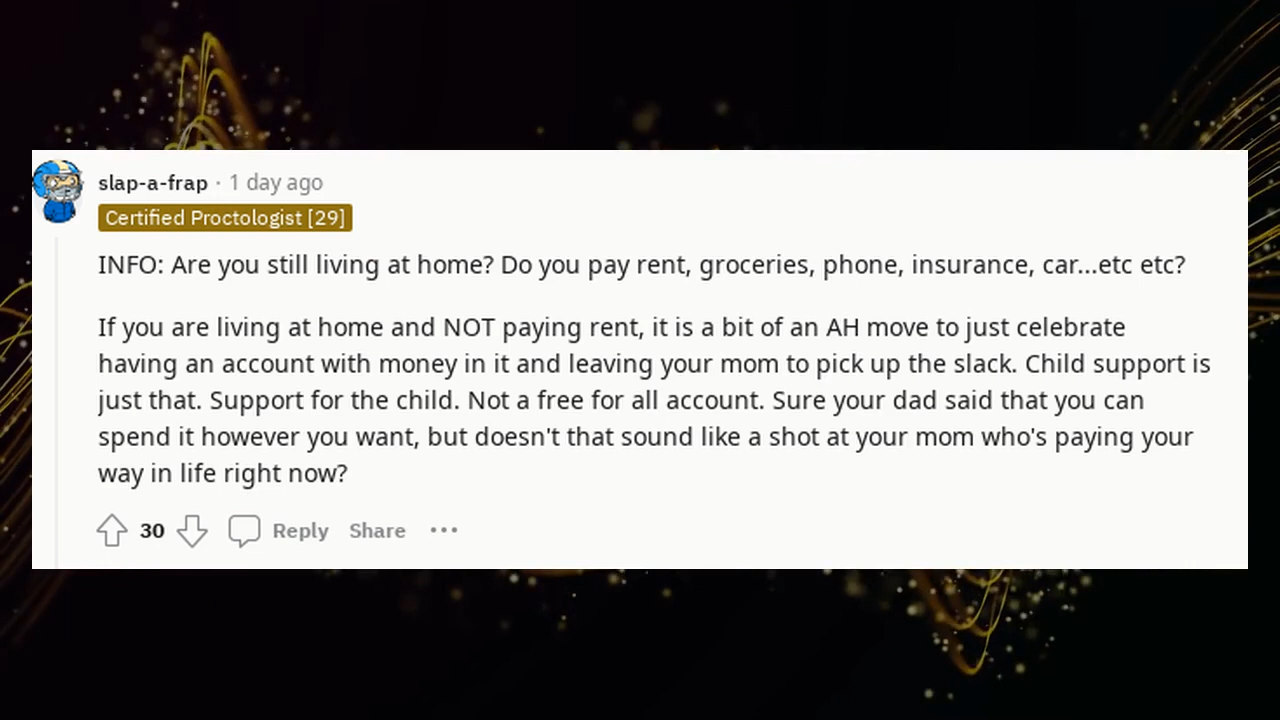 slap-a-frap · 1 day ago
Certified Proctologist [29]
INFO: Are you still living at home? Do you pay rent, groceries, phone, insurance, car...etc etc?
If you are living at home and NOT paying rent, it is a bit of an AH move to just celebrate
having an account with money in it and leaving your mom to pick up the slack. Child support is
just that. Support for the child. Not a free for all account. Sure your dad said that you can
spend it however you want, but doesn't that sound like a shot at your mom who's paying your
way in life right now?
30 Reply Share ···